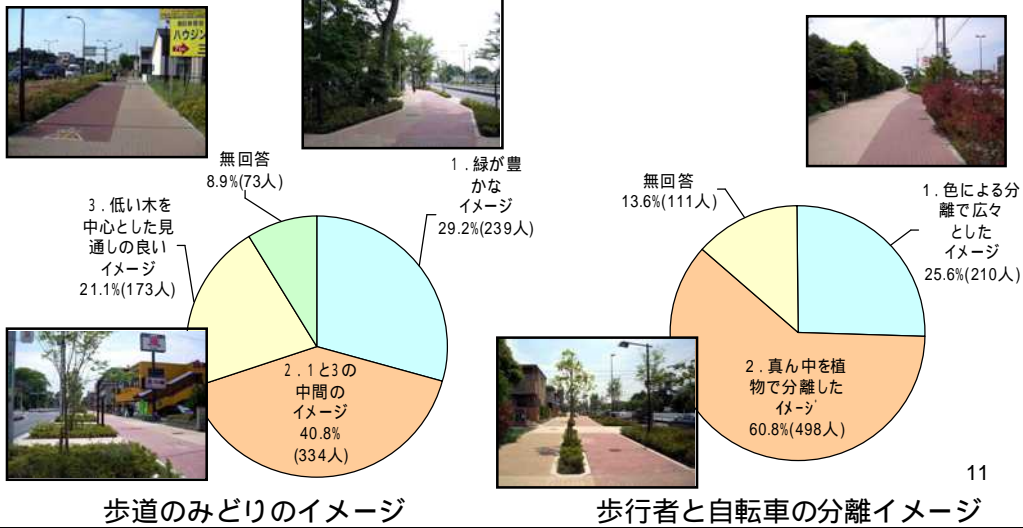 ハウジン
無回答
8.9%(73人)
1．緑が豊
かな
イメージ
29.2%(239人)
3．低い木を
中心とした見
通しの良い
イメージ
21.1%(173人)
2．1と3の
中間の
イメージ
40.8%
(334人)
歩道のみどりのイメージ
無回答
13.6%(111人)
1．色による分
離で広々
とした
イメージ
25.6%(210人)
2．真ん中を植
物で分離した
ｲﾒｰｼﾞ
60.8%(498人)
11
歩行者と自転車の分離イメージ